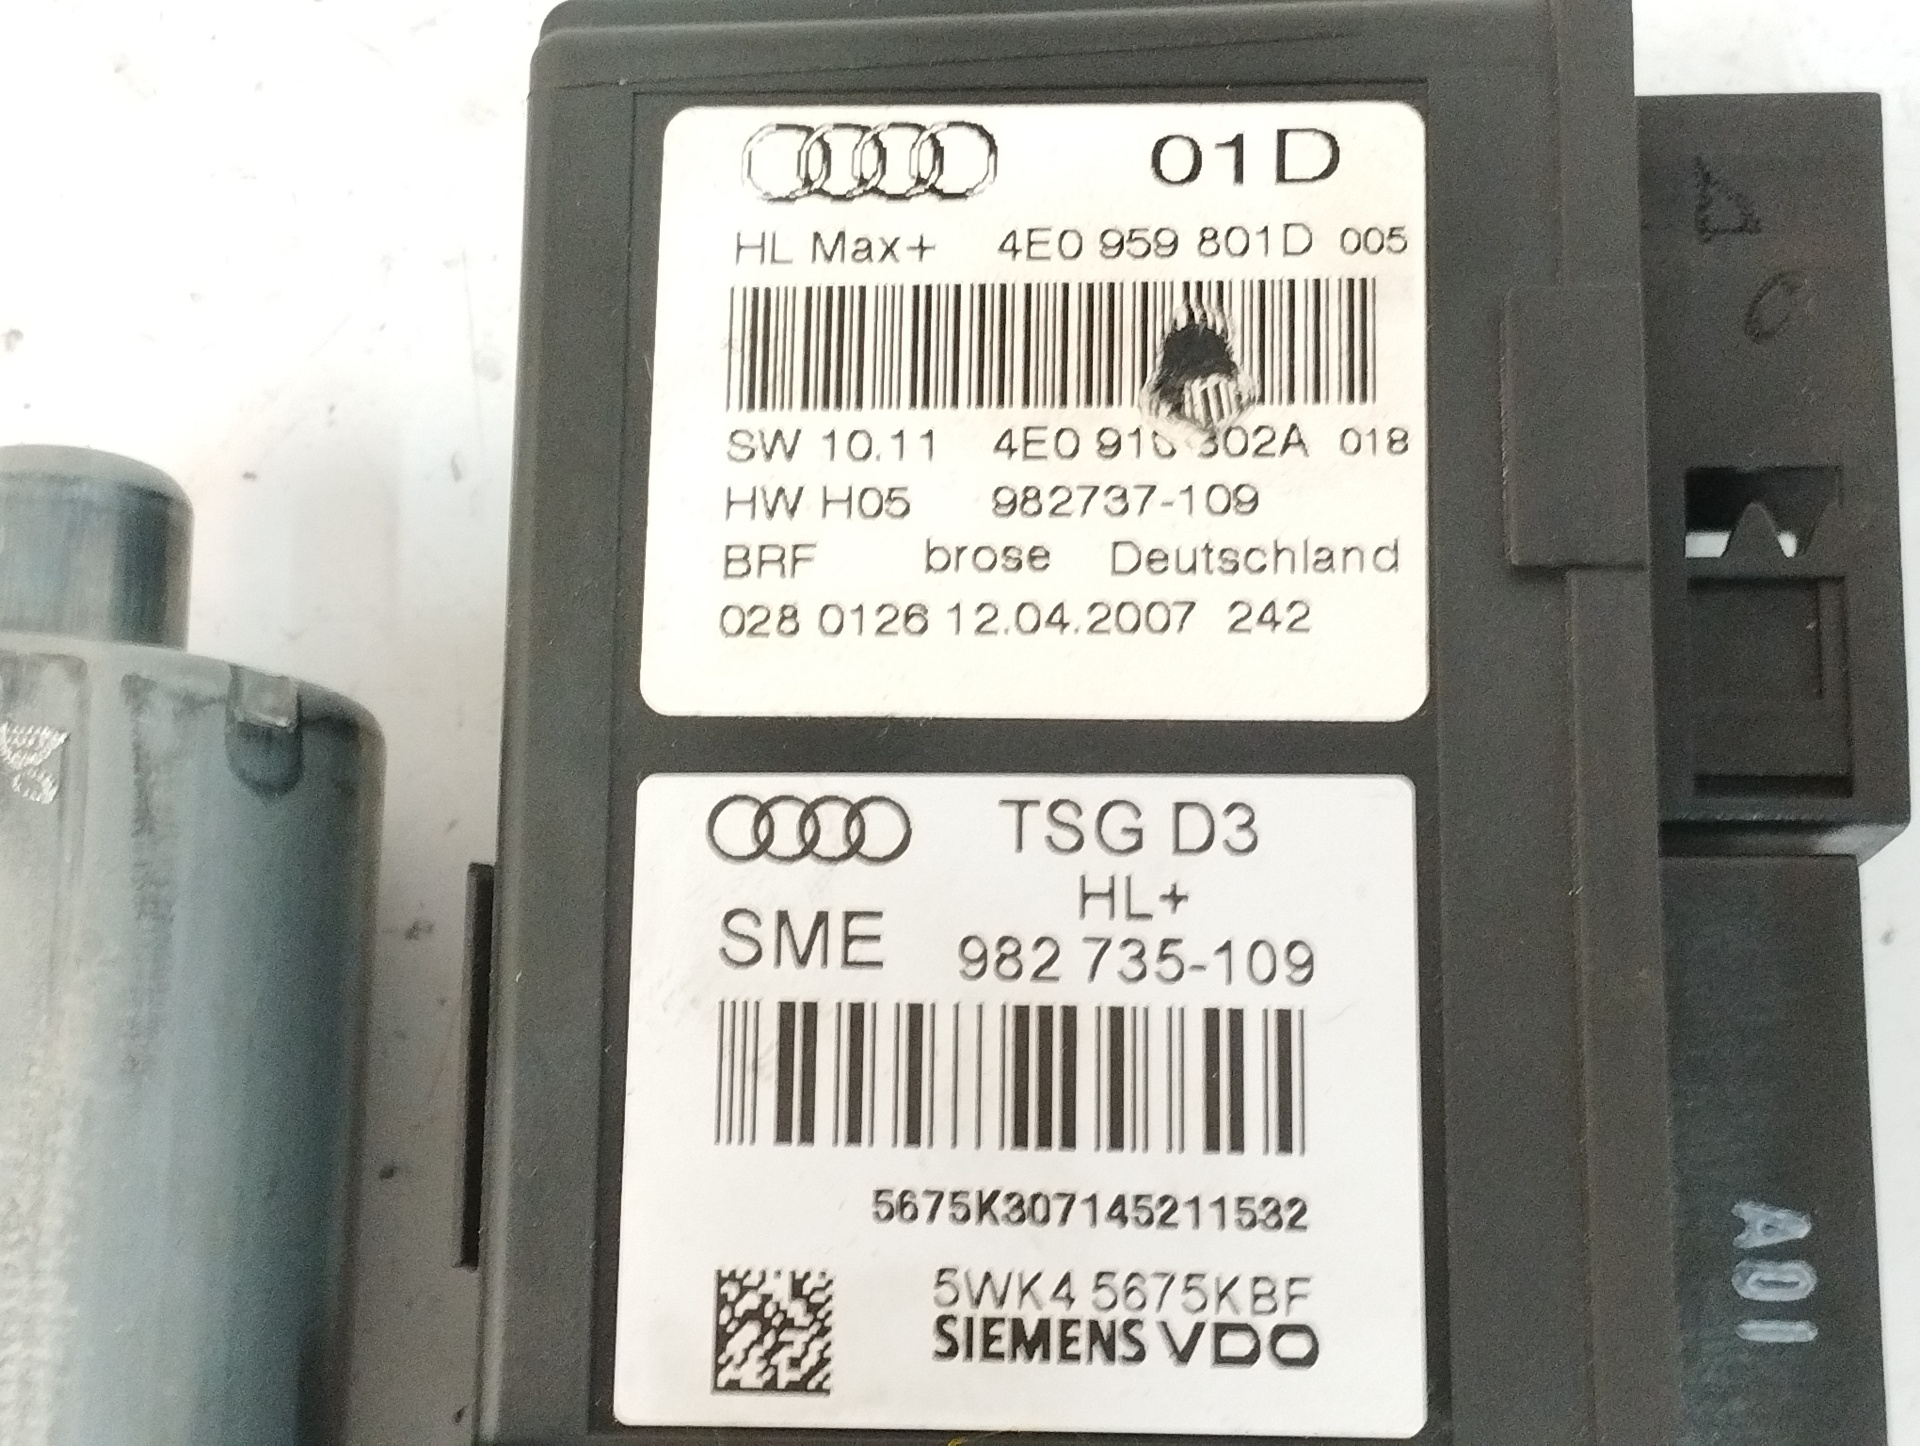 01D
HL Max+ 4E0 959 801D 005
SW 10.11 4E0 018
HW H05 982737-109
BRF brose Deutschland
028 0126 12.04.2007 242
TSG D3
HL+
SME 982 735-109
5675K307145211532
5WK4 5675KBF
SIEMENS VDO
A01